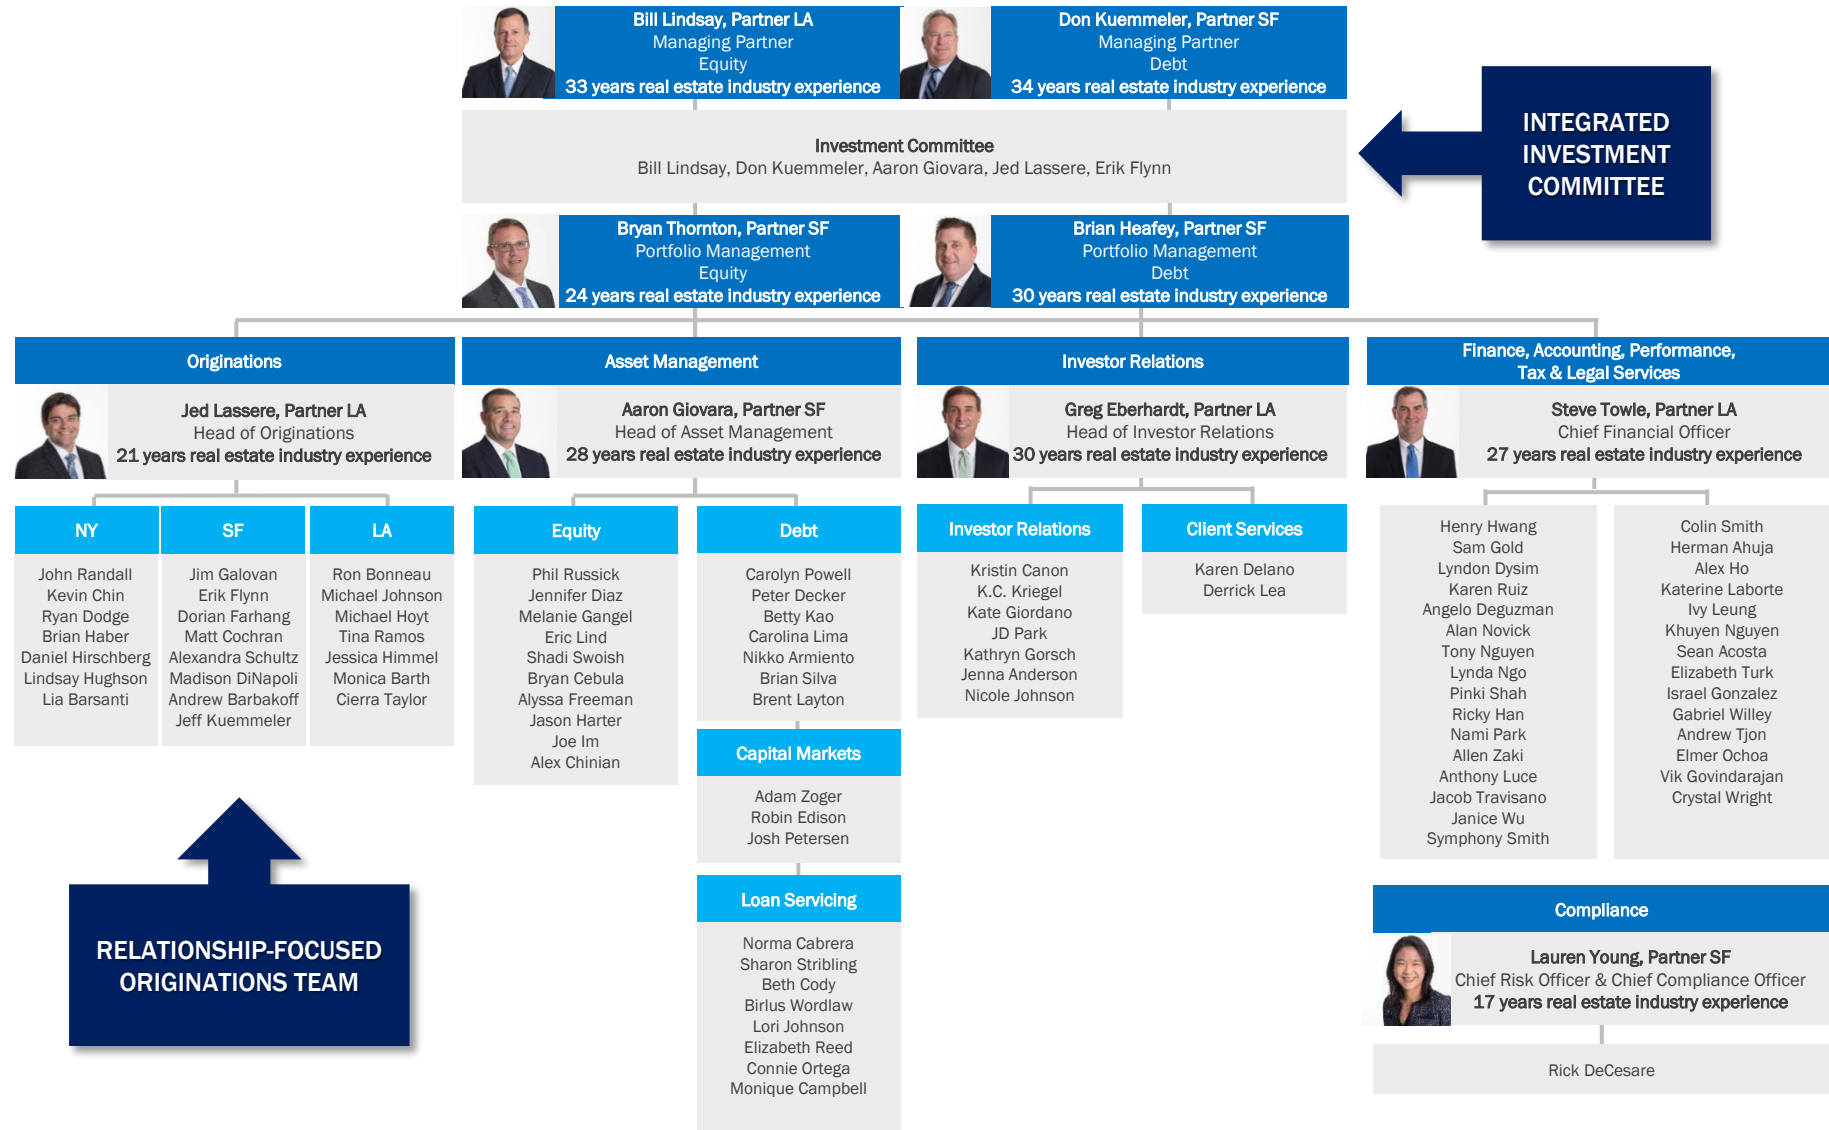 Bill Lindsay, Partner LA
Managing Partner
Equity
33 years real estate industry experience
Don Kuemmeler, Partner SF
Managing Partner
Debt
34 years real estate industry experience
INTEGRATED
INVESTMENT
COMMITTEE
Investment Committee
Bill Lindsay, Don Kuemmeler, Aaron Giovara, Jed Lassere, Erik Flynn
Bryan Thornton, Partner SF
Portfolio Management
Equity
24 years real estate industry experience
Brian Heafey, Partner SF
Portfolio Management
Debt
30 years real estate industry experience
Originations
Jed Lassere, Partner LA
Head of Originations
21 years real estate industry experience
NY
John Randall
Kevin Chin
Ryan Dodge
Brian Haber
Daniel Hirschberg
Lindsay Hughson
Lia Barsanti
SF
Jim Galovan
Erik Flynn
Dorian Farhang
Matt Cochran
Alexandra Schultz
Madison DiNapoli
Andrew Barbakoff
Jeff Kuemmeler
LA
Ron Bonneau
Michael Johnson
Michael Hoyt
Tina Ramos
Jessica Himmel
Monica Barth
Cierra Taylor
RELATIONSHIP-FOCUSED
ORIGINATIONS TEAM
Asset Management
Aaron Giovara, Partner SF
Head of Asset Management
28 years real estate industry experience
Equity
Phil Russick
Jennifer Diaz
Melanie Gangel
Eric Lind
Shadi Swoish
Bryan Cebula
Alyssa Freeman
Jason Harter
Joe Im
Alex Chinian
Debt
Carolyn Powell
Peter Decker
Betty Kao
Carolina Lima
Nikko Armiento
Brian Silva
Brent Layton
Capital Markets
Adam Zoger
Robin Edison
Josh Petersen
Loan Servicing
Norma Cabrera
Sharon Stribling
Beth Cody
Birlus Wordlaw
Lori Johnson
Elizabeth Reed
Connie Ortega
Monique Campbell
Investor Relations
Greg Eberhardt, Partner LA
Head of Investor Relations
30 years real estate industry experience
Investor Relations
Kristin Canon
K.C. Kriegel
Kate Giordano
JD Park
Kathryn Gorsch
Jenna Anderson
Nicole Johnson
Client Services
Karen Delano
Derrick Lea
Finance, Accounting, Performance,
Tax & Legal Services
Steve Towle, Partner LA
Chief Financial Officer
27 years real estate industry experience
Henry Hwang
Sam Gold
Lyndon Dysim
Karen Ruiz
Angelo Deguzman
Alan Novick
Tony Nguyen
Lynda Ngo
Pinki Shah
Ricky Han
Nami Park
Allen Zaki
Anthony Luce
Jacob Travisano
Janice Wu
Symphony Smith
Colin Smith
Herman Ahuja
Alex Ho
Katerine Laborte
Ivy Leung
Khuyen Nguyen
Sean Acosta
Elizabeth Turk
Israel Gonzalez
Gabriel Willey
Andrew Tjon
Elmer Ochoa
Vik Govindarajan
Crystal Wright
Compliance
Lauren Young, Partner SF
Chief Risk Officer & Chief Compliance Officer
17 years real estate industry experience
Rick DeCesare